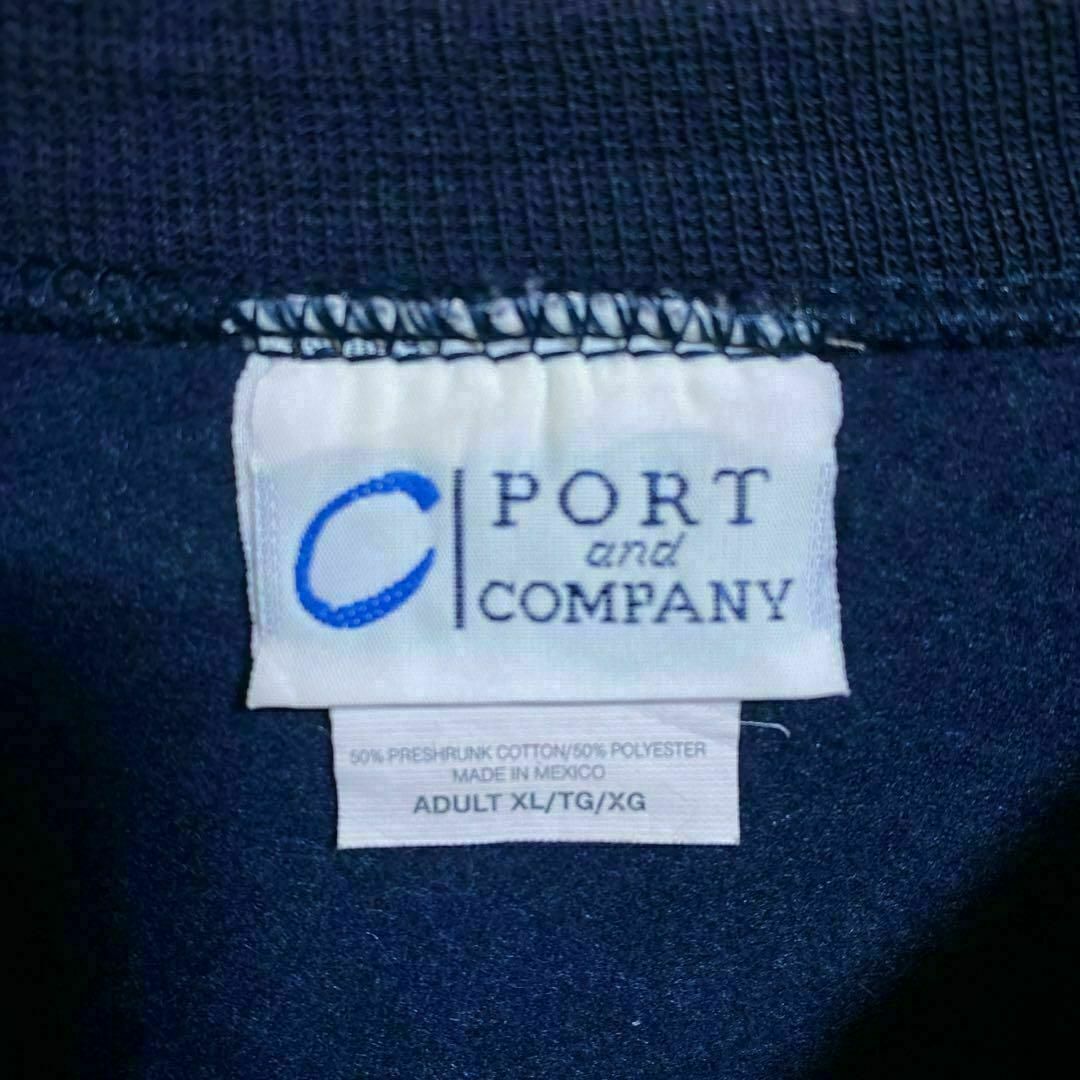 C PORT
and
COMPANY
50% PRESHRUNK COTTON/50% POLYESTER
MADE IN MEXICO
ADULT XL/TG/XG